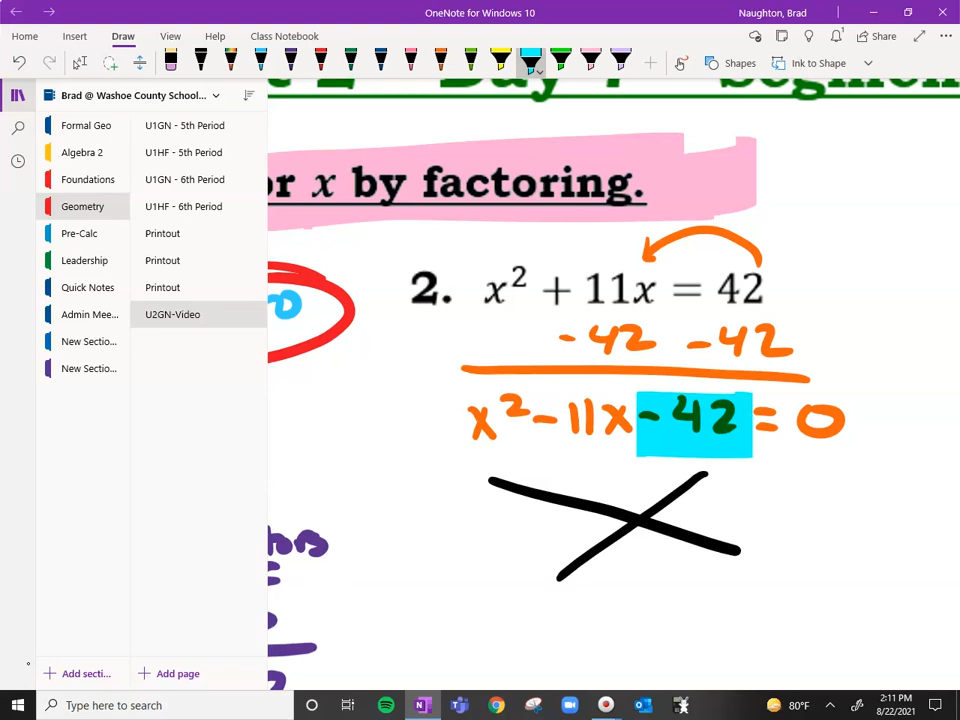 OneNote for Windows 10
Naughton, Brad
Home Insert Draw View Help Class Notebook
Share
Shapes
Ink to Shape
Brad @ Washoe County School...
Formal Geo
Algebra 2
Foundations
Geometry
Pre-Calc
Leadership
Quick Notes
Admin Mee...
New Sectio...
New Sectio...
U1GN - 5th Period
U1HF - 5th Period
U1GN - 6th Period
U1HF - 6th Period
Printout
Printout
Printout
U2GN-Video
Add secti...
Add page
Day Segmen
or x by factoring.
2. x² + 11x = 42
-42 -42
x² - 11x - 42 = 0
tors
Type here to search
80°F
2:11 PM
8/22/2021